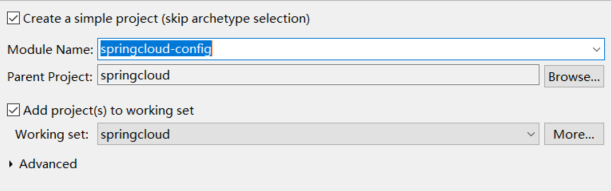 Create a simple project (skip archetype selection)
Module Name: springcloud-config
Parent Project: springcloud Browse...
Add project(s) to working set
Working set: springcloud More...
Advanced